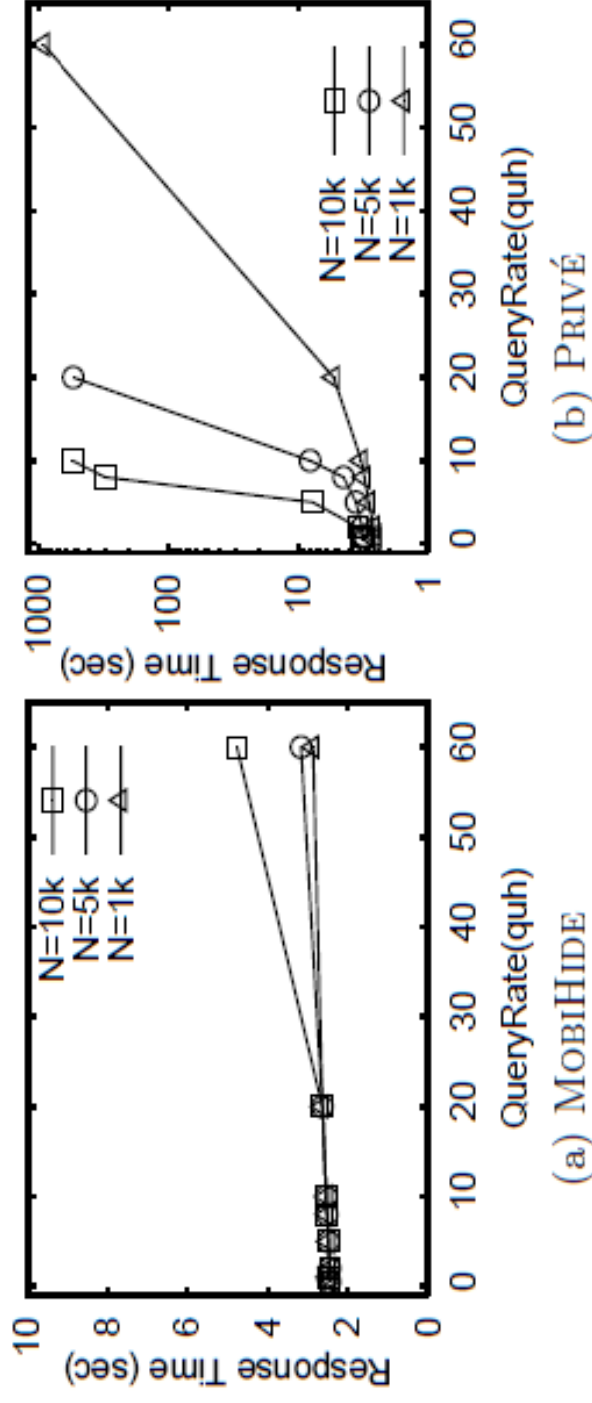 10
8
6
4
2
0
Response Time (sec)
N=10k
N=5k
N=1k
0 10 20 30 40 50 60
QueryRate(quh)
(a) MOBIHIDE
1000
100
10
1
Response Time (sec)
N=10k
N=5k
N=1k
0 10 20 30 40 50 60
QueryRate(quh)
(b) PRIVÉ